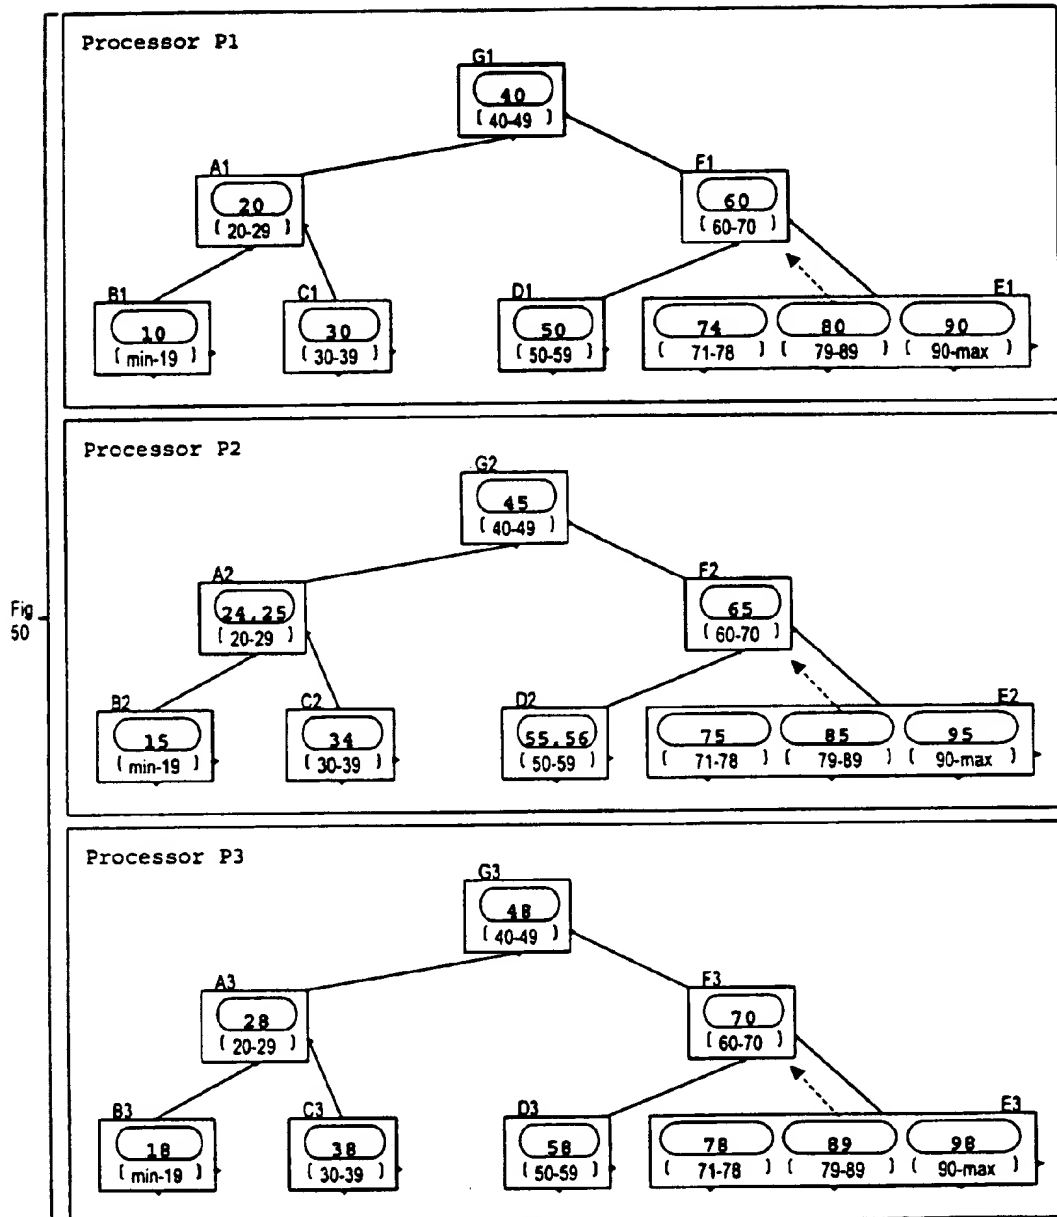 Processor P1
G1
40
( 40-49 )
A1
20
( 20-29 )
F1
60
( 60-70 )
B1
10
( min-19 )
C1
30
( 30-39 )
D1
50
( 50-59 )
E1
74 80 90
( 71-78 ) ( 79-89 ) ( 90-max )
Processor P2
G2
45
( 40-49 )
A2
24,25
( 20-29 )
F2
65
( 60-70 )
Fig
50
B2
15
( min-19 )
C2
34
( 30-39 )
D2
55,56
( 50-59 )
E2
75 85 95
( 71-78 ) ( 79-89 ) ( 90-max )
Processor P3
G3
48
( 40-49 )
A3
28
( 20-29 )
F3
70
( 60-70 )
B3
18
( min-19 )
C3
38
( 30-39 )
D3
58
( 50-59 )
E3
78 89 98
( 71-78 ) ( 79-89 ) ( 90-max )